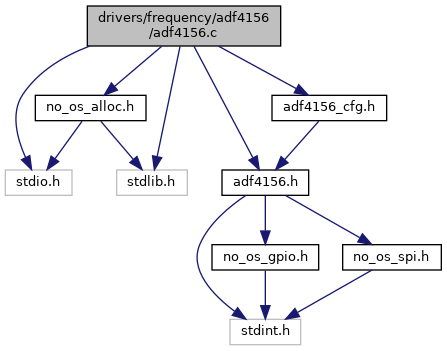 drivers/frequency/adf4156
/adf4156.c
no_os_alloc.h
adf4156_cfg.h
stdio.h
stdlib.h
adf4156.h
no_os_gpio.h
no_os_spi.h
stdint.h